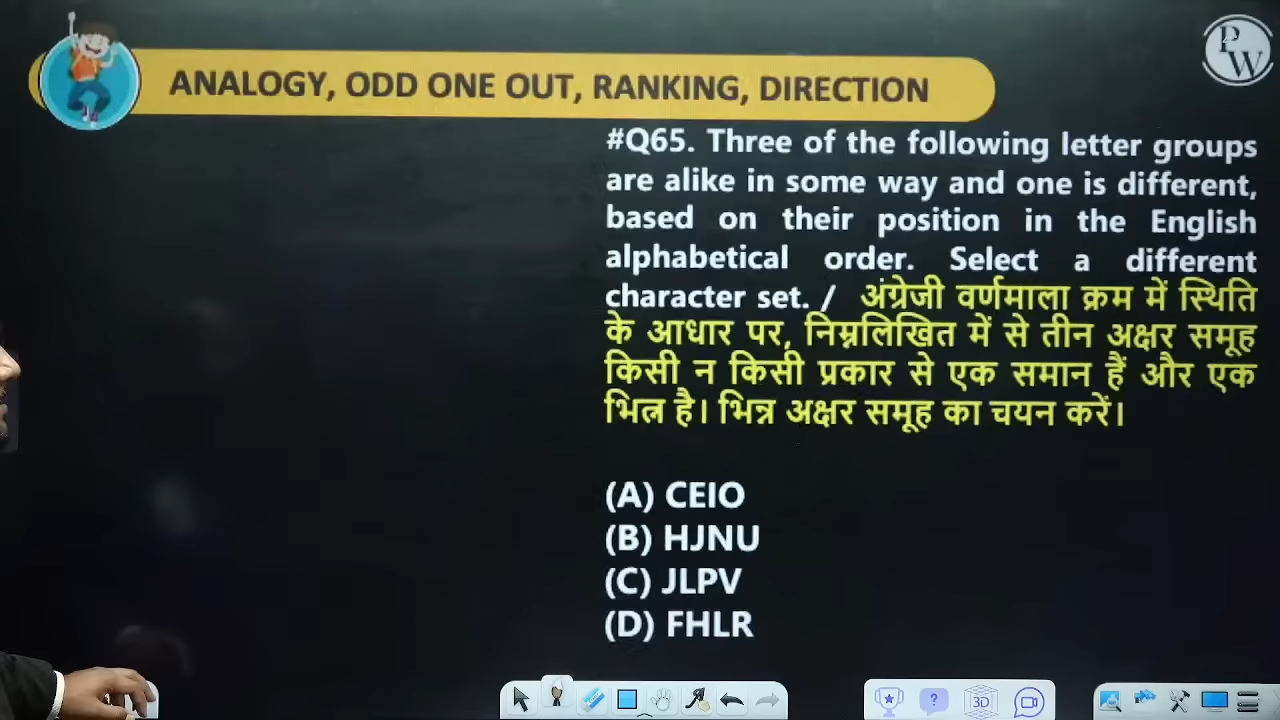 PW
ANALOGY, ODD ONE OUT, RANKING, DIRECTION
#Q65. Three of the following letter groups
are alike in some way and one is different,
based on their position in the English
alphabetical order. Select a different
character set. / अंग्रेजी वर्णमाला क्रम में स्थिति
के आधार पर, निम्नलिखित में से तीन अक्षर समूह
किसी न किसी प्रकार से एक समान हैं और एक
भिन्न है। भिन्न अक्षर समूह का चयन करें।
(A) CEIO
(B) HJNU
(C) JLPV
(D) FHLR
3D